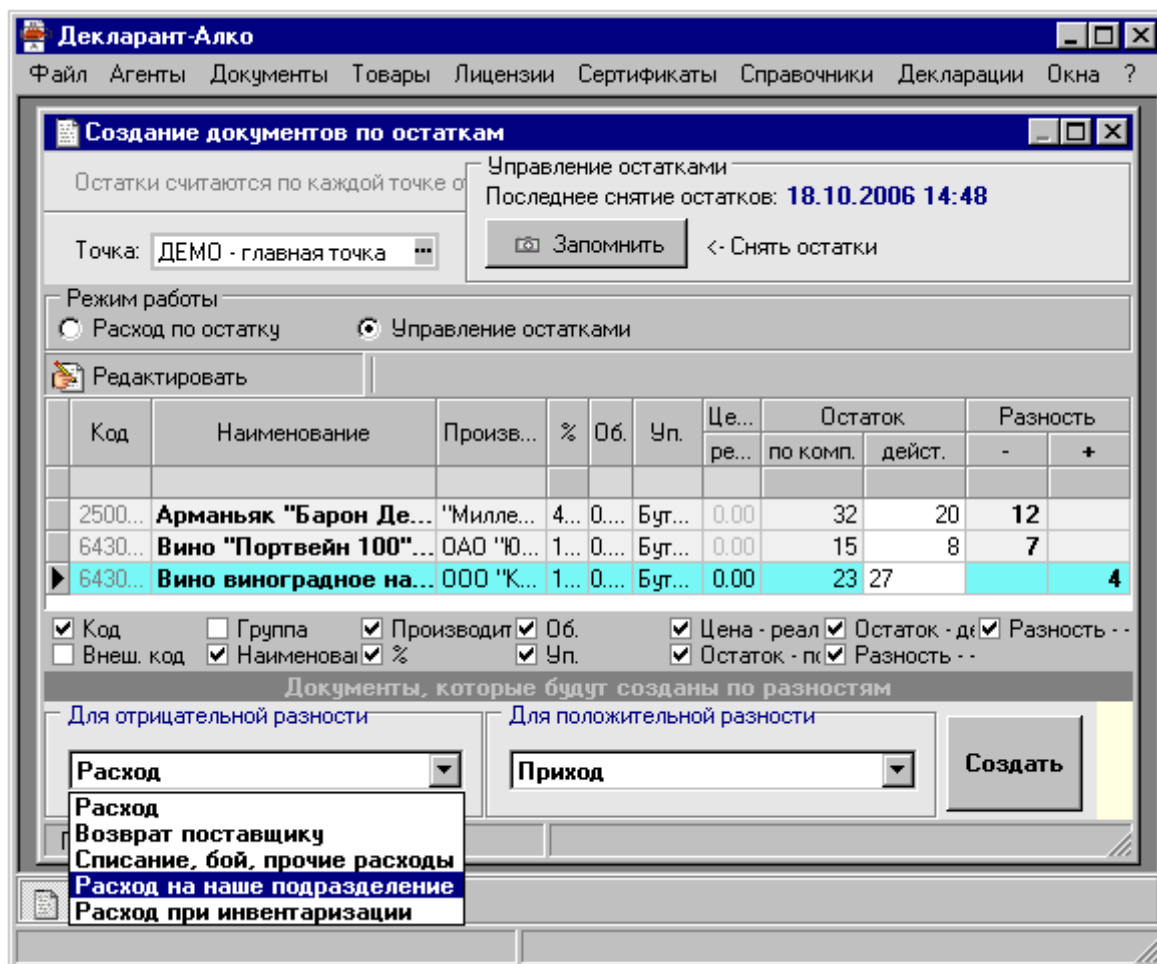 Декларант-Алко
Файл Агенты Документы Товары Лицензии Сертификаты Справочники Декларации Окна ?
Создание документов по остаткам
Остатки считаются по каждой точке о
Управление остатками
Последнее снятие остатков: 18.10.2006 14:48
Точка: ДЕМО - главная точка ...
Запомнить <- Снять остатки
Режим работы
Расход по остатку Управление остатками
Редактировать
Код Наименование Произв... % Об. Уп. Це... Остаток Разность
ре... по комп. дейст. - +
2500... Арманьяк "Барон Де... "Милле... 4... 0.... Бут... 0.00 32 20 12
6430... Вино "Портвейн 100"... ОАО "Ю... 1... 0.... Бут... 0.00 15 8 7
6430... Вино виноградное на... ООО "К... 1... 0.... Бут... 0.00 23 27 4
Код Группа Производит Об. Цена - реал Остаток - де Разность - -
Внеш. код Наименова % Уп. Остаток - по Разность - -
Документы, которые будут созданы по разностям
Для отрицательной разности Для положительной разности
Расход Приход Создать
Расход
Возврат поставщику
Списание, бой, прочие расходы
Расход на наше подразделение
Расход при инвентаризации